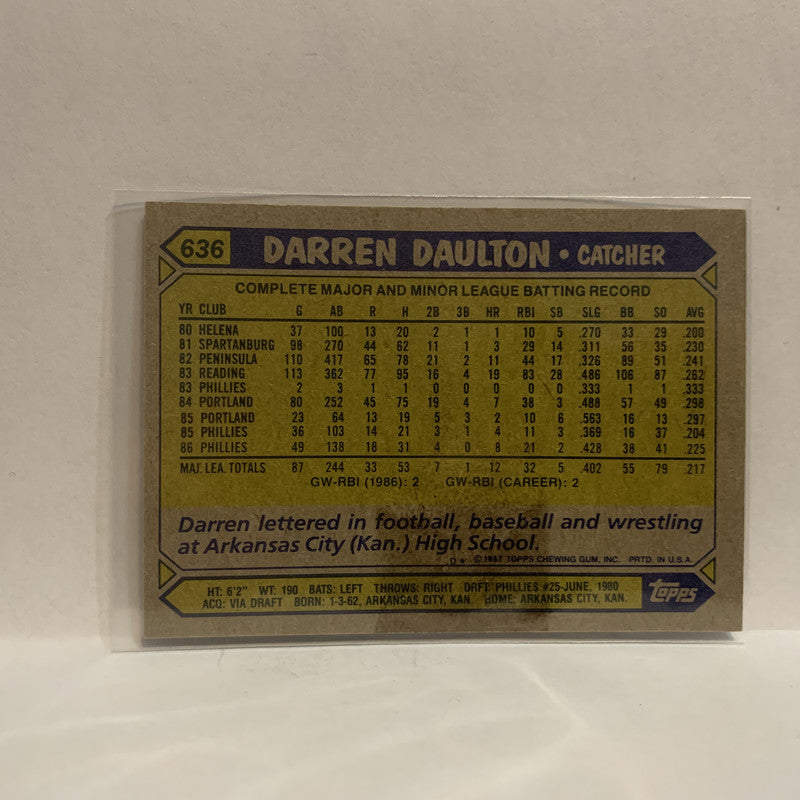 636 DARREN DAULTON • CATCHER
COMPLETE MAJOR AND MINOR LEAGUE BATTING RECORD
YR CLUB G AB R H 2B 3B HR RBI SB SLG BB SO AVG
80 HELENA 37 100 13 20 2 1 1 10 5 .270 33 29 .200
81 SPARTANBURG 98 270 44 62 11 1 3 29 14 .311 56 35 .230
82 PENINSULA 110 417 65 78 21 2 11 44 17 .326 89 51 .241
83 READING 113 362 77 95 16 4 19 83 28 .486 106 87 .262
83 PHILLIES 2 3 1 1 0 0 0 0 0 .333 1 1 .333
84 PORTLAND 80 252 45 75 19 4 7 38 3 .488 57 49 .298
85 PORTLAND 23 64 13 19 5 3 2 10 6 .563 16 13 .297
85 PHILLIES 36 103 14 21 3 1 4 11 3 .369 16 37 .204
86 PHILLIES 49 138 18 31 4 0 8 21 2 .428 38 41 .225
MAJ. LEA. TOTALS 87 244 33 53 7 1 12 32 5 .402 55 79 .217
GW-RBI (1986): 2 GW-RBI (CAREER): 2
Darren lettered in football, baseball and wrestling
at Arkansas City (Kan.) High School.
D* © 1987 TOPPS CHEWING GUM, INC. PRTD. IN U.S.A.
HT: 6'2" WT: 190 BATS: LEFT THROWS: RIGHT DRFT: PHILLIES #25-JUNE, 1980
ACQ: VIA DRAFT BORN: 1-3-62, ARKANSAS CITY, KAN. HOME: ARKANSAS CITY, KAN.
topps